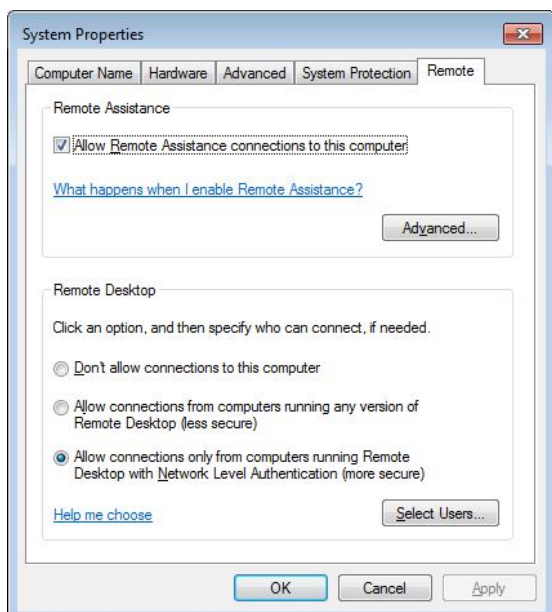 System Properties
Computer Name
Hardware
Advanced
System Protection
Remote
Remote Assistance
Allow Remote Assistance connections to this computer
What happens when I enable Remote Assistance?
Advanced...
Remote Desktop
Click an option, and then specify who can connect, if needed.
Don't allow connections to this computer
Allow connections from computers running any version of
Remote Desktop (less secure)
Allow connections only from computers running Remote
Desktop with Network Level Authentication (more secure)
Help me choose
Select Users...
OK
Cancel
Apply